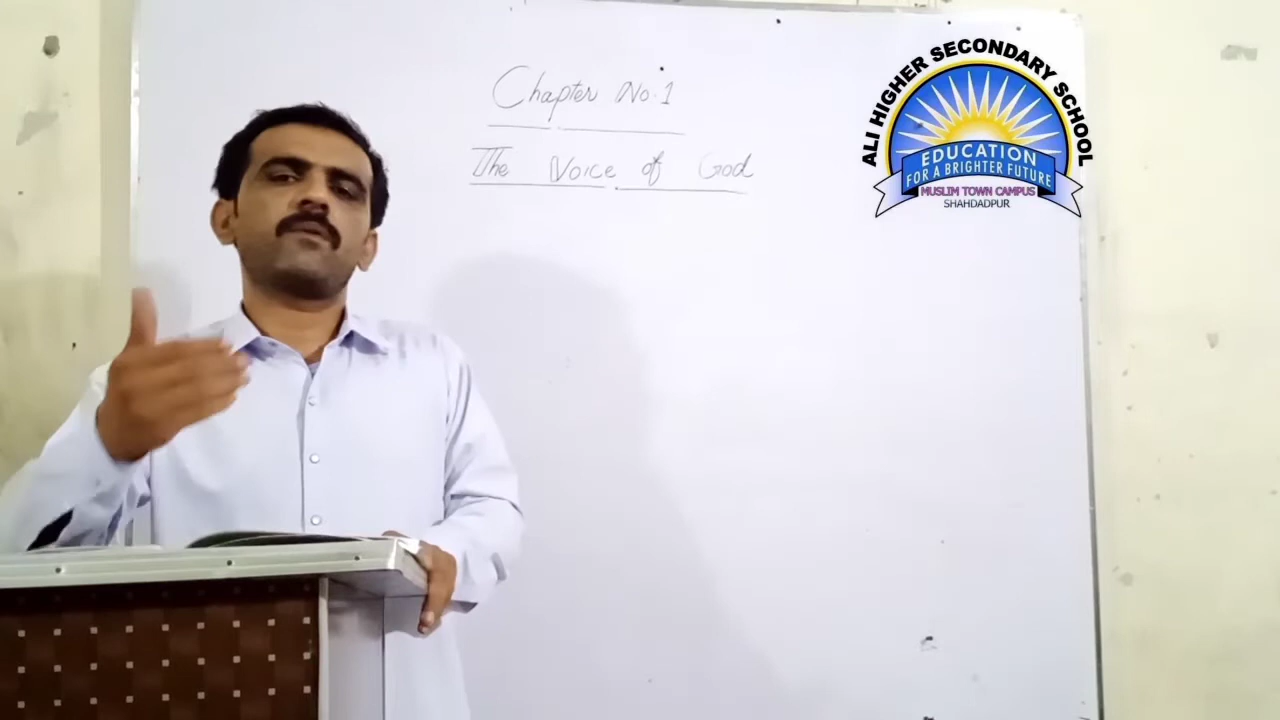 Chapter No.1
The Voice of God
ALI HIGHER SECONDARY SCHOOL
EDUCATION
FOR A BRIGHTER FUTURE
MUSLIM TOWN CAMPUS
SHAHDADPUR